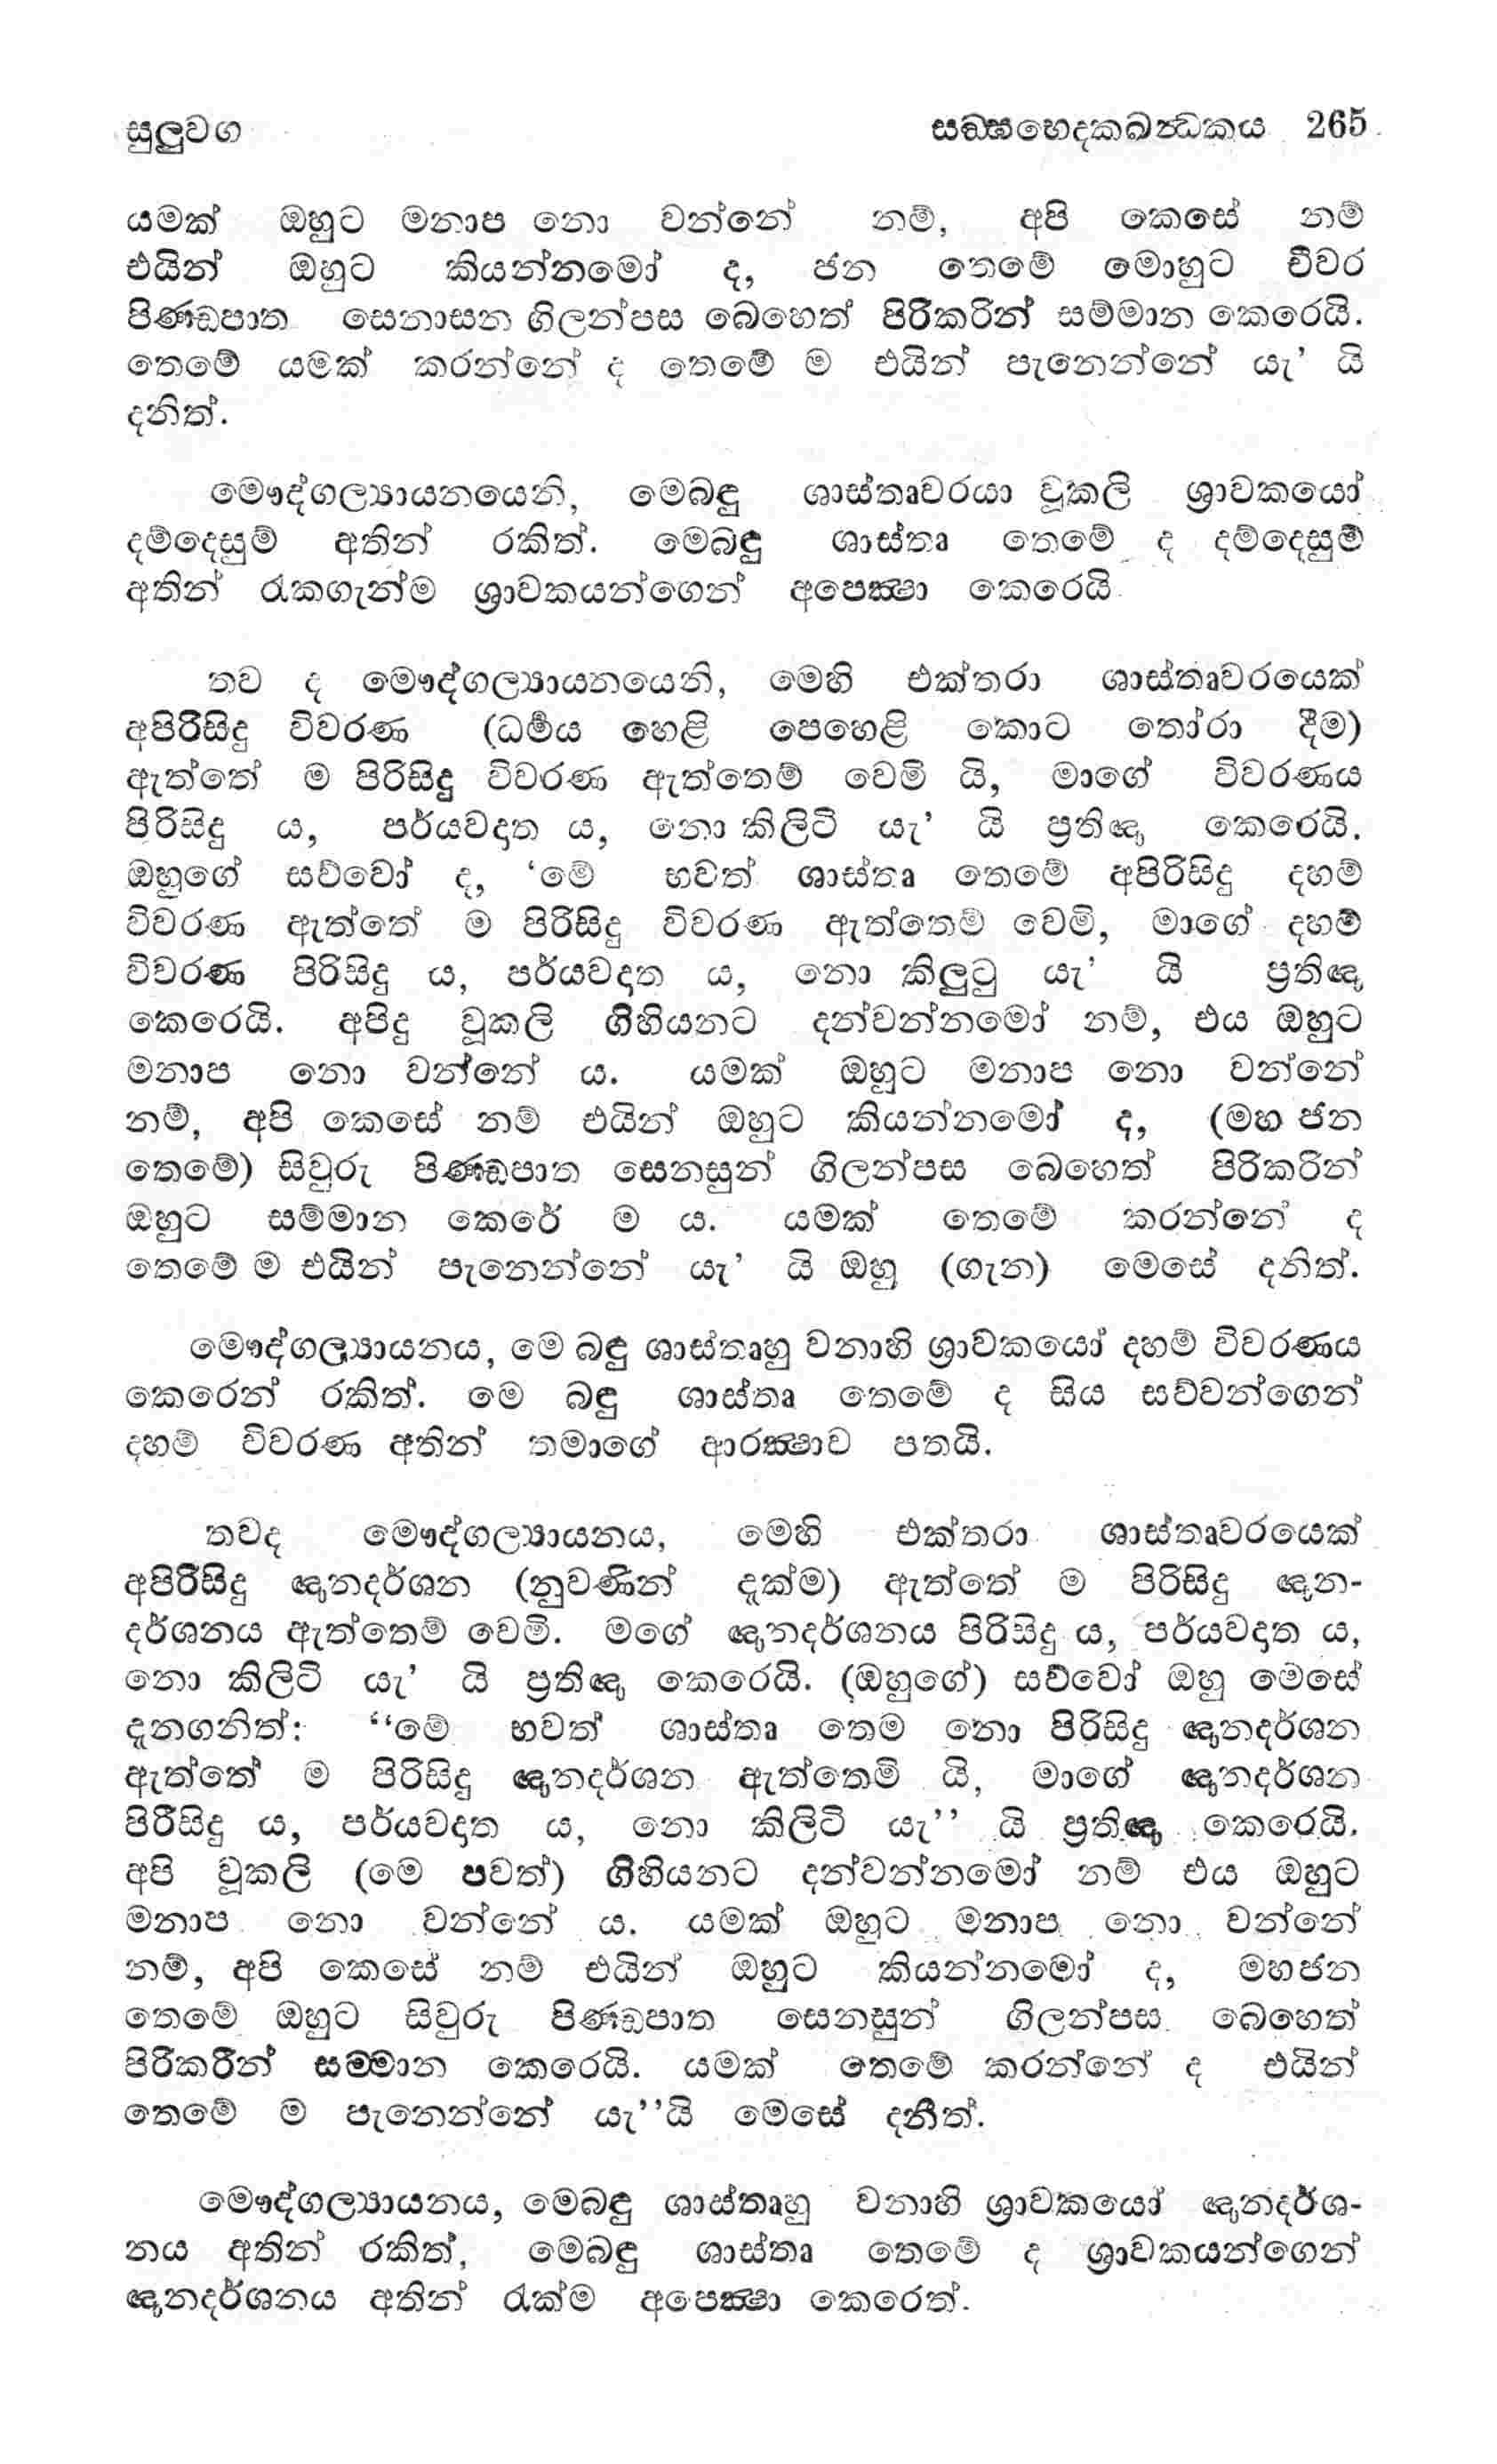 සුලුවග සඞ්ඝභෙදකඛන්ධකය 265
යමක් ඔහුට මනාප නො වන්නේ නම්, අපි කෙසේ නම්
එයින් ඔහුට කියන්නමෝ ද, ජන තෙමේ මොහුට චීවර
පිණ්ඩපාත සෙනාසන ගිලන්පස බෙහෙත් පිරිකරින් සම්මාන කෙරෙයි.
තෙමේ යමක් කරන්නේ ද තෙමේ ම එයින් පැනෙන්නේ යැ’ යි
දනිත්.
මෞද්ගල්‍යායනයෙනි, මෙබඳු ශාස්තෘවරයා වූකලි ශ්‍රාවකයෝ
දම්දෙසුම් අතින් රකිත්. මෙබඳු ශාස්තෘ තෙමේ ද දම්දෙසුම්
අතින් රැකගැන්ම ශ්‍රාවකයන්ගෙන් අපෙක්‍ෂා කෙරෙයි
තව ද මෞද්ගල්‍යායනයෙනි, මෙහි එක්තරා ශාස්තෘවරයෙක්
අපිරිසිදු විවරණ (ධර්‍මය හෙළි පෙහෙළි කොට තෝරා දීම)
ඇත්තේ ම පිරිසිදු විවරණ ඇත්තෙම් වෙමි යි, මාගේ විවරණය
පිරිසිදු ය, පර්යවදාත ය, නො කිලිටි යැ’ යි ප්‍රතිඥා කෙරෙයි.
ඔහුගේ සව්වෝ ද, ‘මේ භවත් ශාස්තෘ තෙමේ අපිරිසිදු දහම්
විවරණ ඇත්තේ ම පිරිසිදු විවරණ ඇත්තෙම් වෙමි, මාගේ දහම්
විවරණ පිරිසිදු ය, පර්යවදාත ය, නො කිලුටු යැ’ යි ප්‍රතිඥා
කෙරෙයි. අපිදු වූකලි ගිහියනට දන්වන්නමෝ නම්, එය ඔහුට
මනාප නො වන්නේ ය. යමක් ඔහුට මනාප නො වන්නේ
නම්, අපි කෙසේ නම් එයින් ඔහුට කියන්නමෝ ද, (මහ ජන
තෙමේ) සිවුරු පිණ්ඩපාත සෙනසුන් ගිලන්පස බෙහෙත් පිරිකරින්
ඔහුට සම්මාන කෙරේ ම ය. යමක් තෙමේ කරන්නේ ද
තෙමේ ම එයින් පැනෙන්නේ යැ’ යි ඔහු (ගැන) මෙසේ දනිත්.
මෞද්ගල්‍යායනය, මෙ බඳු ශාස්තෘහු වනාහි ශ්‍රාවකයෝ දහම් විවරණය
කෙරෙන් රකිත්. මෙ බඳු ශාස්තෘ තෙමේ ද සිය සව්වන්ගෙන්
දහම් විවරණ අතින් තමාගේ ආරක්‍ෂාව පතයි.
තවද මෞද්ගල්‍යායනය, මෙහි එක්තරා ශාස්තෘවරයෙක්
අපිරිසිදු ඥානදර්ශන (නුවණින් දැක්ම) ඇත්තේ ම පිරිසිදු ඥාන-
දර්ශනය ඇත්තෙම් වෙමි. මගේ ඥානදර්ශනය පිරිසිදු ය, පර්යවදාත ය,
නො කිලිටි යැ’ යි ප්‍රතිඥා කෙරෙයි. (ඔහුගේ) සව්වෝ ඔහු මෙසේ
දැනගනිත්: “මේ භවත් ශාස්තෘ තෙම නො පිරිසිදු ඥානදර්ශන
ඇත්තේ ම පිරිසිදු ඥානදර්ශන ඇත්තෙමි යි, මාගේ ඥානදර්ශන
පිරිසිදු ය, පර්යවදාත ය, නො කිලිටි යැ’’ යි ප්‍රතිඥා කෙරෙයි.
අපි වූකලි (මෙ පවත්) ගිහියනට දන්වන්නමෝ නම් එය ඔහුට
මනාප නො වන්නේ ය. යමක් ඔහුට මනාප නො වන්නේ
නම්, අපි කෙසේ නම් එයින් ඔහුට කියන්නමෝ ද, මහජන
තෙමේ ඔහුට සිවුරු පිණ්ඩපාත සෙනසුන් ගිලන්පස බෙහෙත්
පිරිකරින් සම්මාන කෙරෙයි. යමක් තෙමේ කරන්නේ ද එයින්
තෙමේ ම පැනෙන්නේ යැ’’යි මෙසේ දනිත්.
මෞද්ගල්‍යායනය, මෙබඳු ශාස්තෘහු වනාහි ශ්‍රාවකයෝ ඥානදර්ශ-
නය අතින් රකිත්, මෙබඳු ශාස්තෘ තෙමේ ද ශ්‍රාවකයන්ගෙන්
ඥානදර්ශනය අතින් රැක්ම අපෙක්‍ෂා කෙරෙත්.